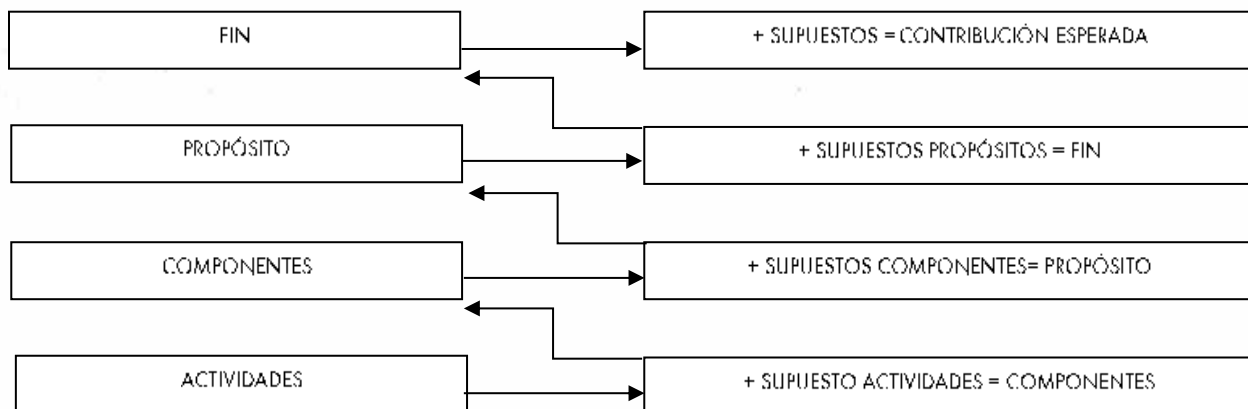 FIN
+ SUPUESTOS = CONTRIBUCIÓN ESPERADA
PROPÓSITO
+ SUPUESTOS PROPÓSITOS = FIN
COMPONENTES
+ SUPUESTOS COMPONENTES= PROPÓSITO
ACTIVIDADES
+ SUPUESTO ACTIVIDADES = COMPONENTES